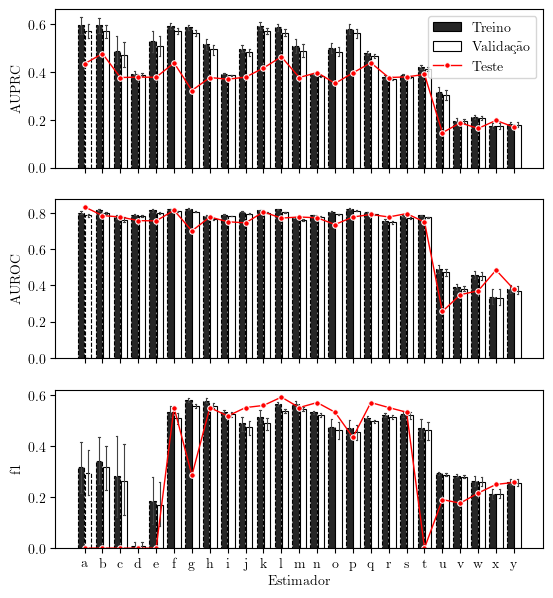 0.6
0.4
0.2
0.0
AUPRC
Treino
Validação
Teste
0.8
0.6
0.4
0.2
0.0
AUROC
0.6
0.4
0.2
0.0
f1
a b c d e f g h i j k l m n o p q r s t u v w x y
Estimador